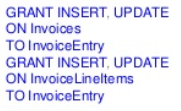 GRANT INSERT, UPDATE
ON Invoices
TO InvoiceEntry
GRANT INSERT, UPDATE
ON InvoiceLineItems
TO InvoiceEntry